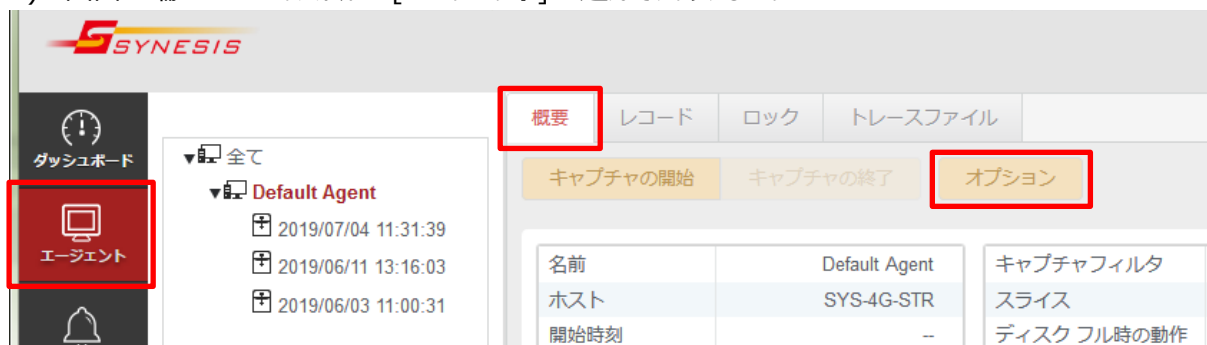 SYNESIS
概要 レコード ロック トレースファイル
ダッシュボード
全て
キャプチャの開始 キャプチャの終了 オプション
Default Agent
2019/07/04 11:31:39
エージェント
2019/06/11 13:16:03
2019/06/03 11:00:31
名前 Default Agent キャプチャフィルタ
ホスト SYS-4G-STR スライス
開始時刻 -- ディスク フル時の動作